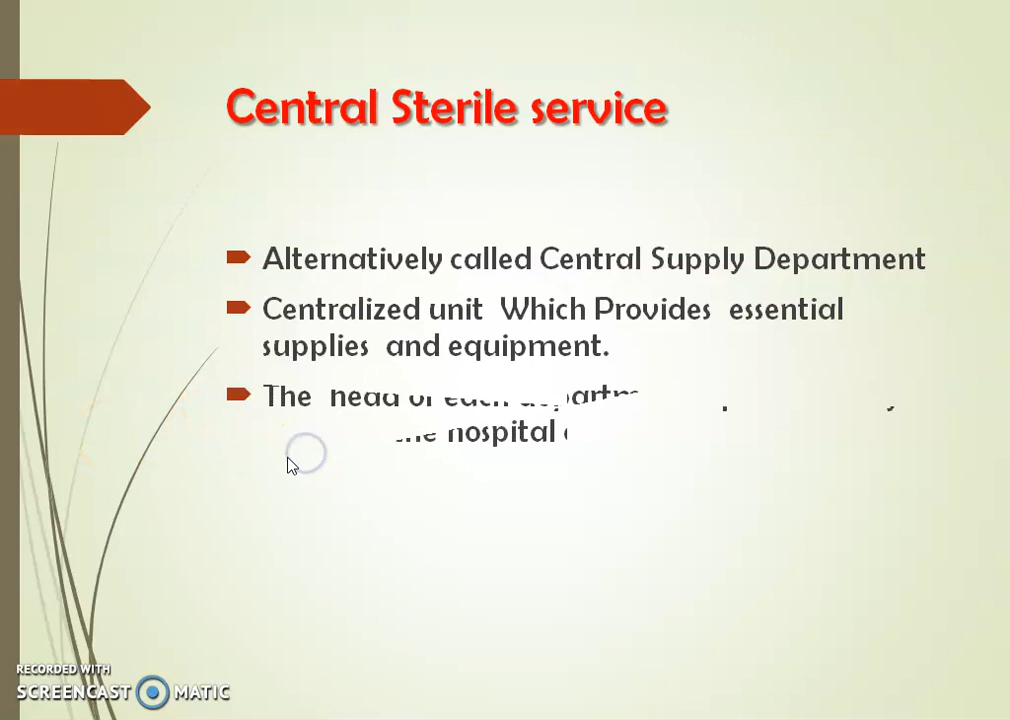 Central Sterile service
Alternatively called Central Supply Department
Centralized unit Which Provides essential
supplies and equipment.
The head of each
the hospital
RECORDED WITH
SCREENCAST MATIC